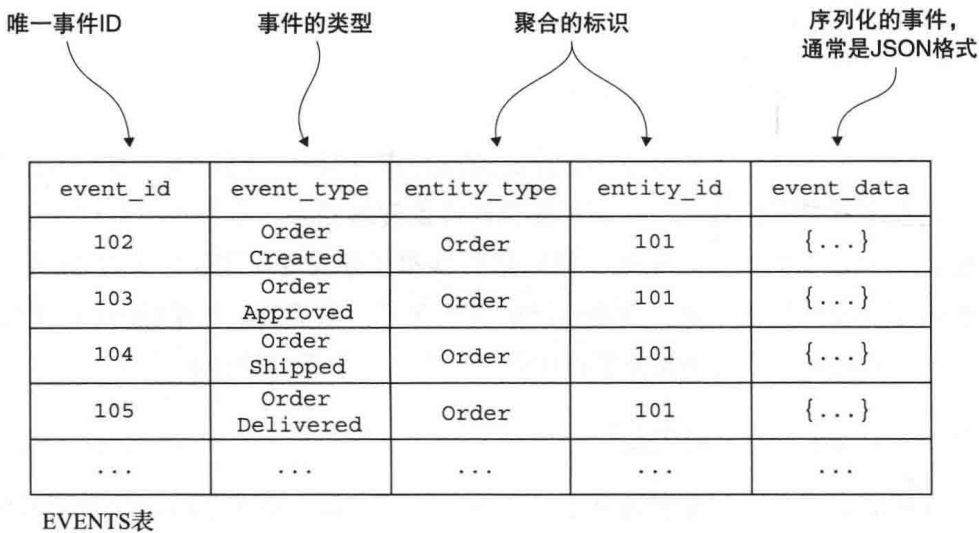 唯一事件ID
事件的类型
聚合的标识
序列化的事件，
通常是JSON格式
event_id event_type entity_type entity_id event_data
102 Order Created Order 101 {...}
103 Order Approved Order 101 {...}
104 Order Shipped Order 101 {...}
105 Order Delivered Order 101 {...}
... ... ... ... ...
EVENTS表